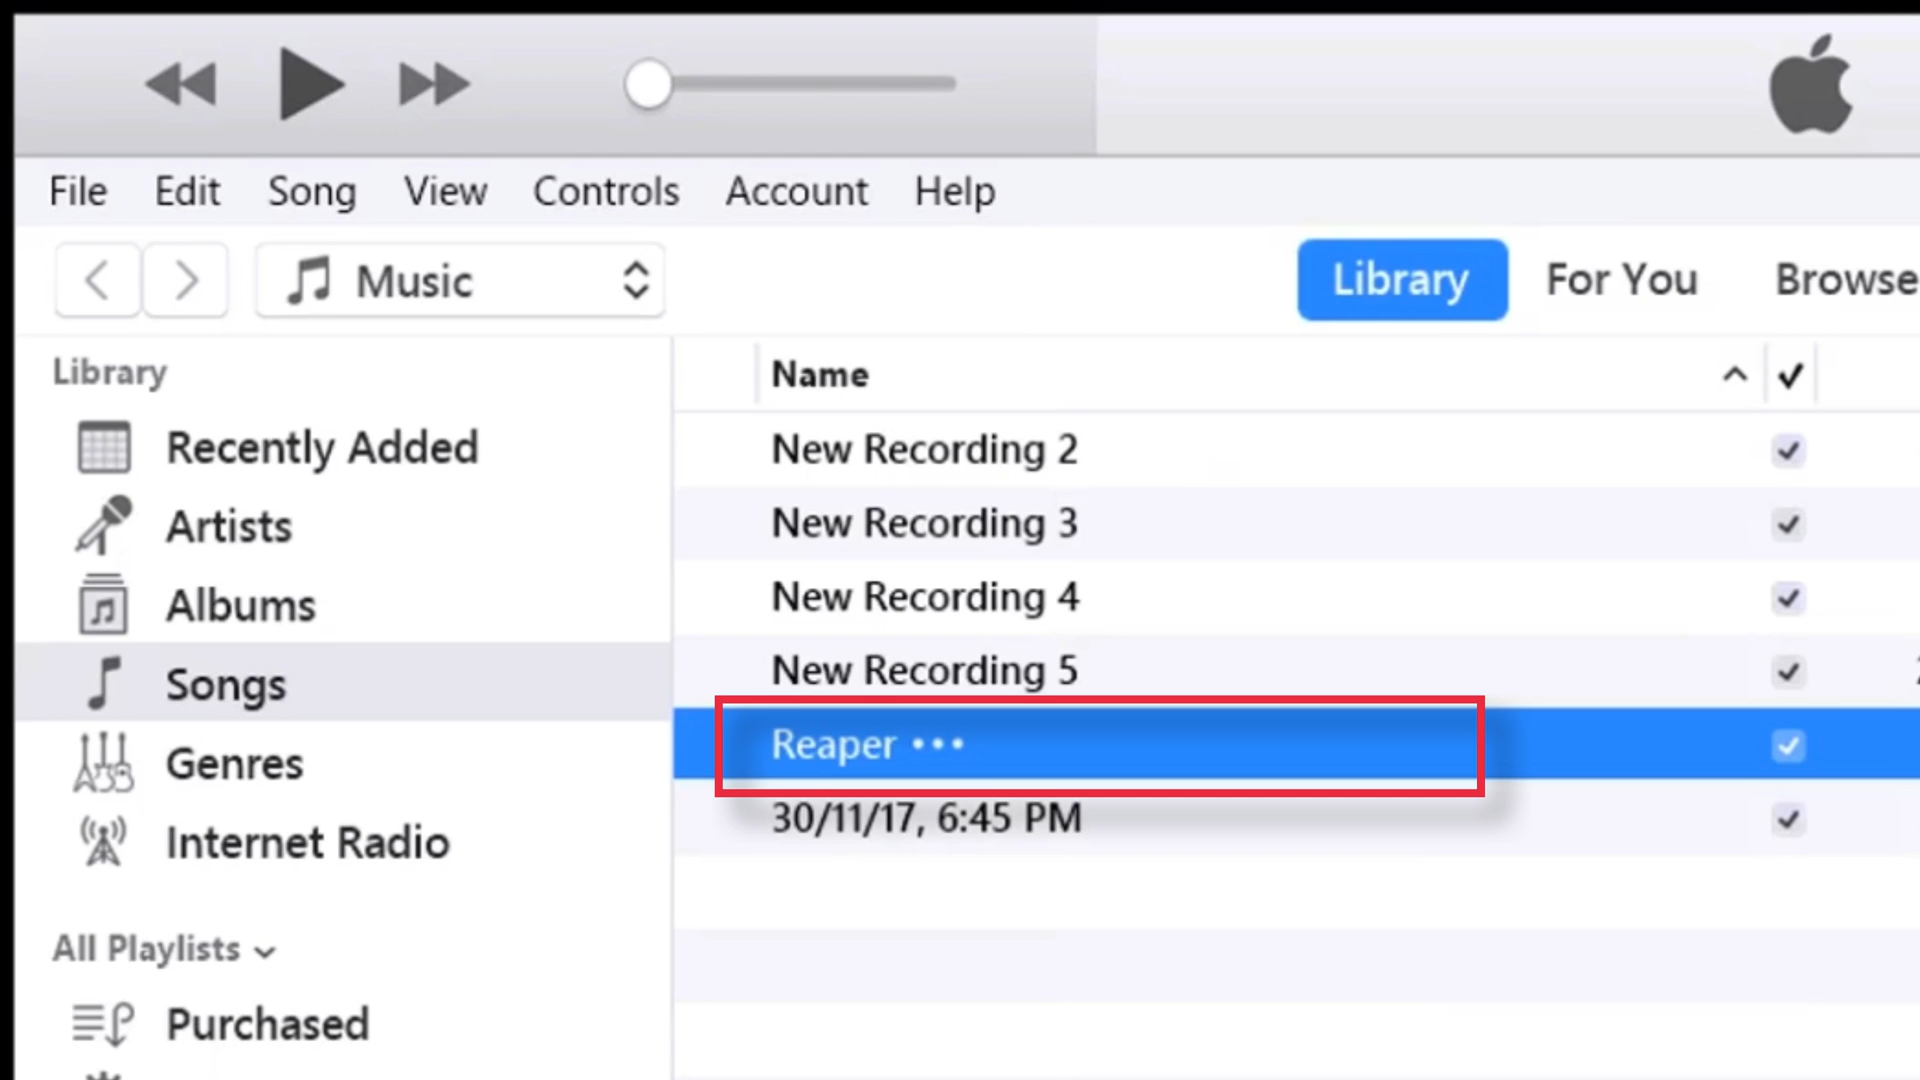 File Edit Song View Controls Account Help
Music
Library For You Browse
Library
Recently Added
Artists
Albums
Songs
Genres
Internet Radio
All Playlists
Purchased
Name
New Recording 2
New Recording 3
New Recording 4
New Recording 5
Reaper •••
30/11/17, 6:45 PM